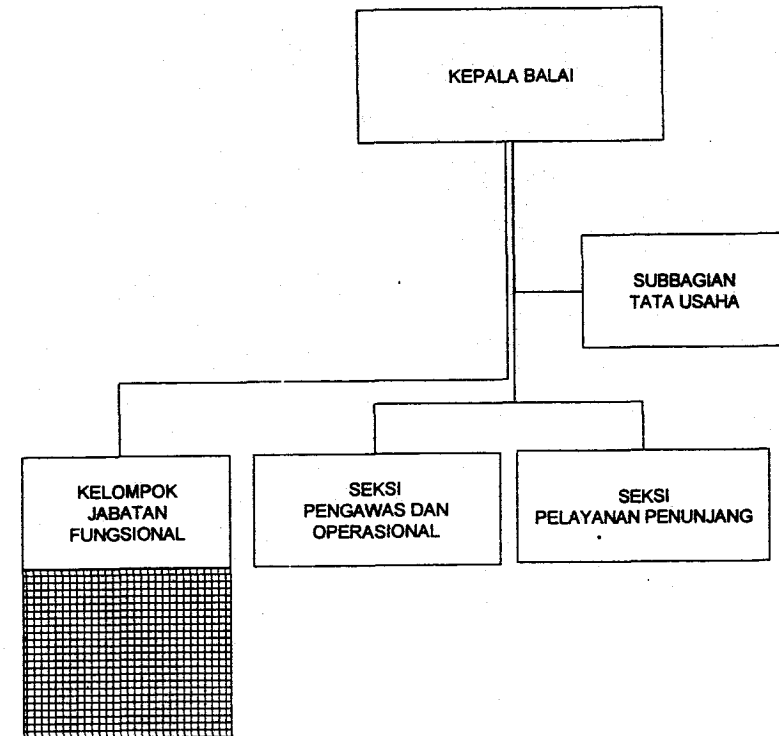 KEPALA BALAI
SUBBAGIAN
TATA USAHA
KELOMPOK
JABATAN
FUNGSIONAL
SEKSI
PENGAWAS DAN
OPERASIONAL
SEKSI
PELAYANAN PENUNJANG